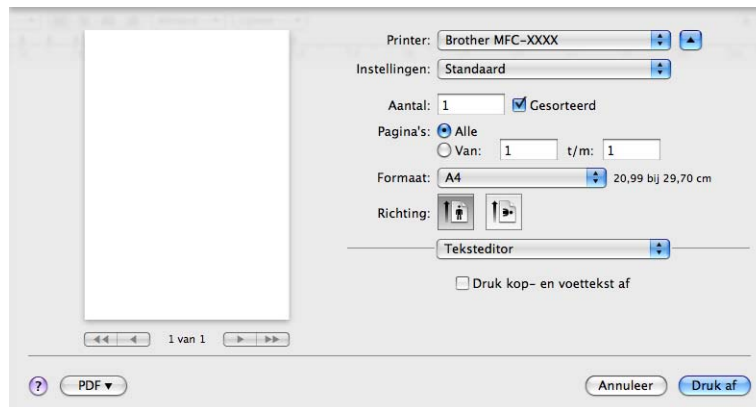 Printer: Brother MFC-XXXX
Instellingen: Standaard
Aantal: 1 Gesorteerd
Pagina's: Alle
Van: 1 t/m: 1
Formaat: A4 20,99 bij 29,70 cm
Richting:
Teksteditor
Druk kop- en voettekst af
1 van 1
? PDF Annuleer Druk af